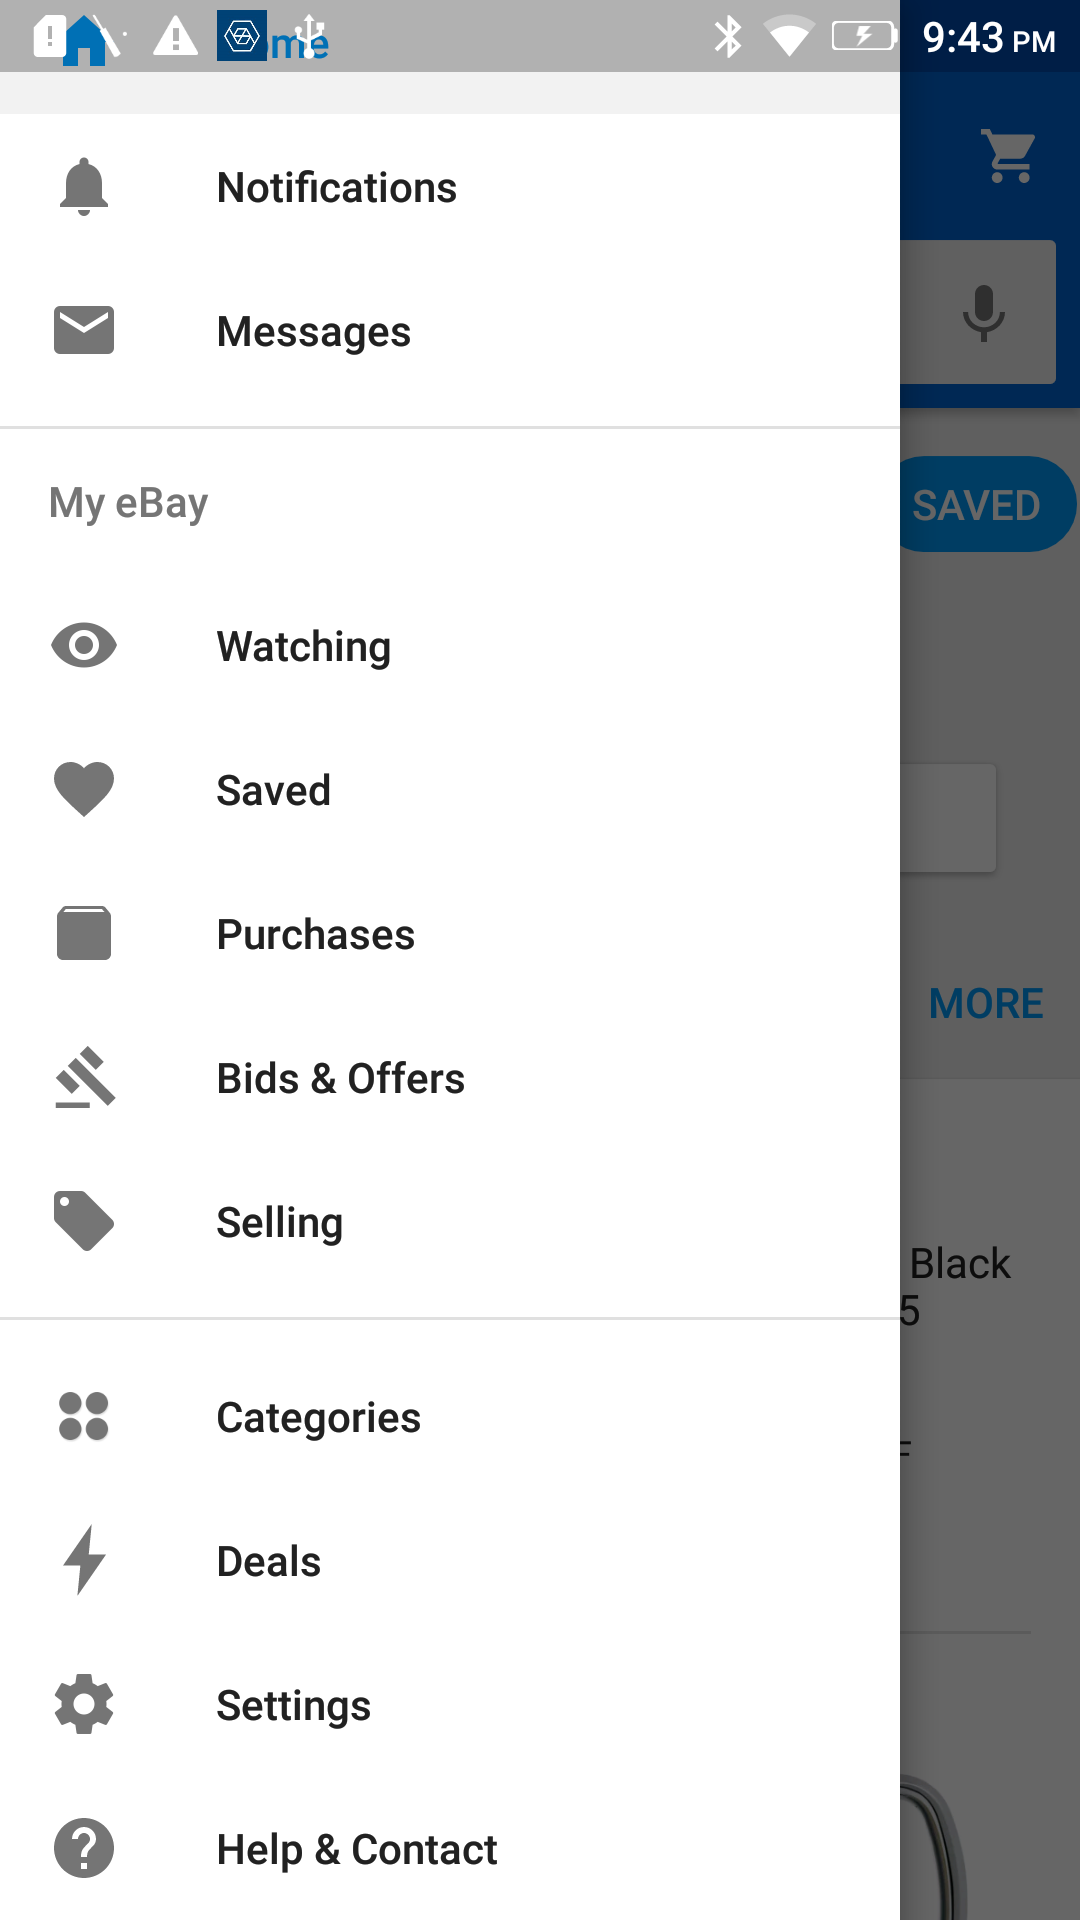 9:43 PM
me
Notifications
Messages
My eBay
SAVED
Watching
Saved
Purchases
MORE
Bids & Offers
Selling
Black
5
Categories
Deals
Settings
Help & Contact